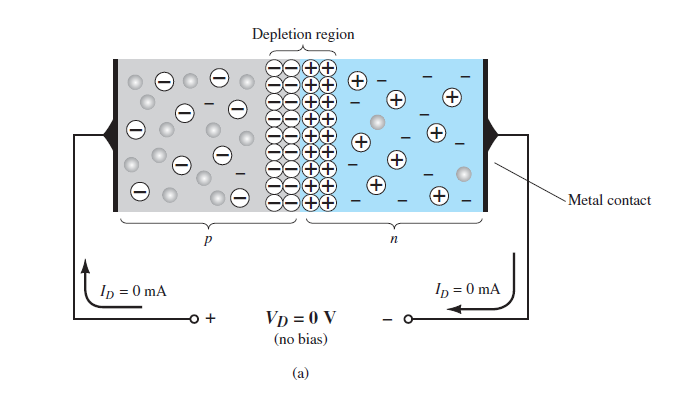 Depletion region
Metal contact
p
n
I_D = 0 mA
I_D = 0 mA
+
V_D = 0 V
−
(no bias)
(a)